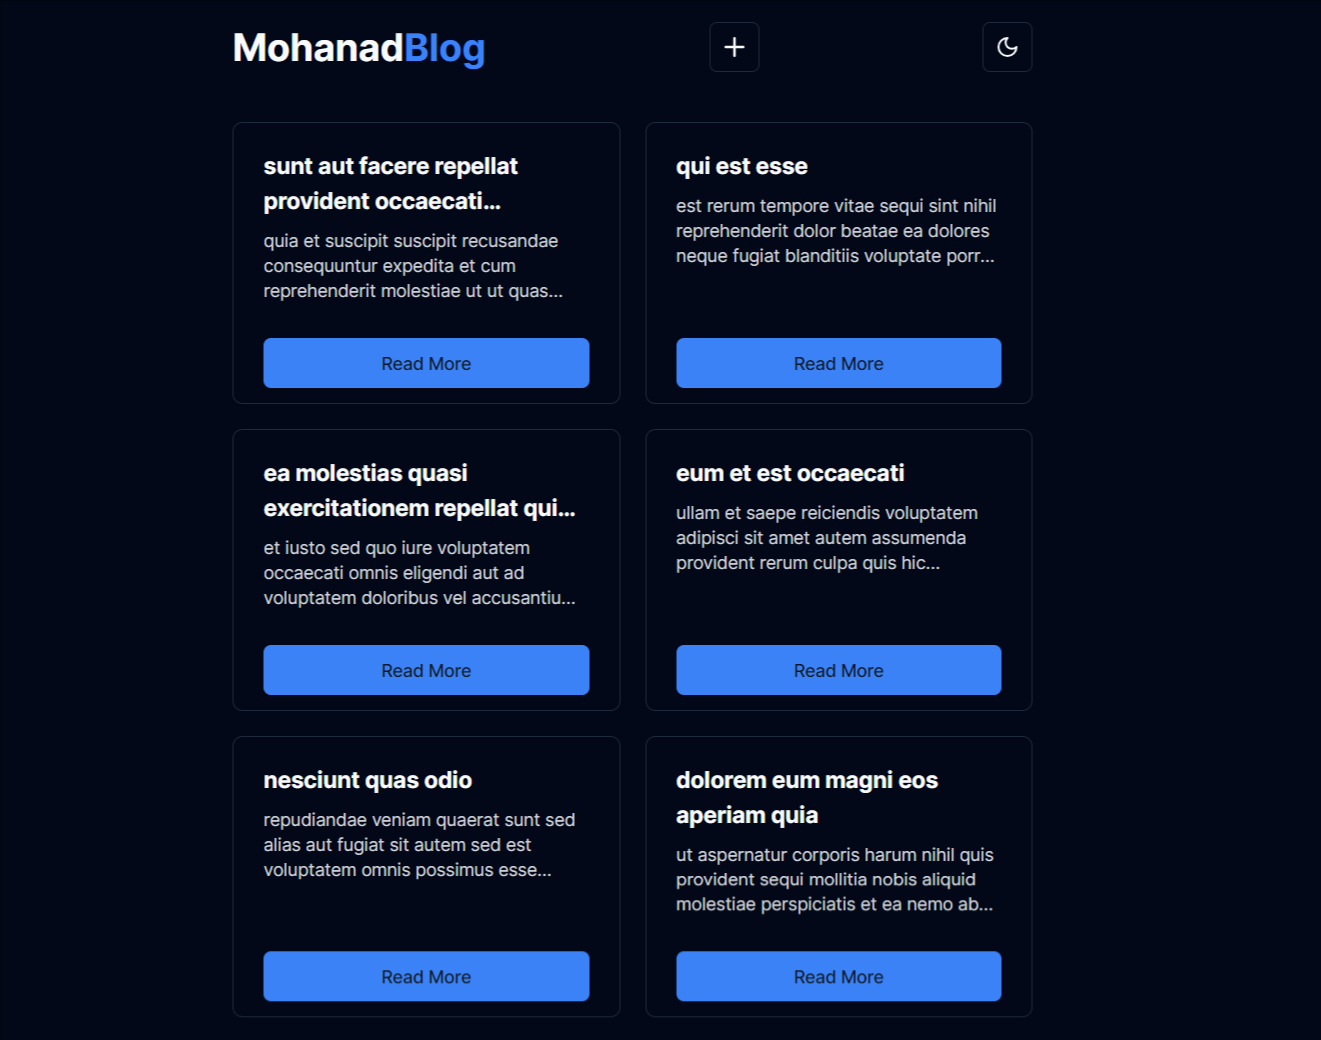 MohanadBlog
sunt aut facere repellat
provident occaecati...
quia et suscipit suscipit recusandae
consequuntur expedita et cum
reprehenderit molestiae ut ut quas...
Read More
qui est esse
est rerum tempore vitae sequi sint nihil
reprehenderit dolor beatae ea dolores
neque fugiat blanditiis voluptate porr...
Read More
ea molestias quasi
exercitationem repellat qui...
et iusto sed quo iure voluptatem
occaecati omnis eligendi aut ad
voluptatem doloribus vel accusantiu...
Read More
eum et est occaecati
ullam et saepe reiciendis voluptatem
adipisci sit amet autem assumenda
provident rerum culpa quis hic...
Read More
nesciunt quas odio
repudiandae veniam quaerat sunt sed
alias aut fugiat sit autem sed est
voluptatem omnis possimus esse...
Read More
dolorem eum magni eos
aperiam quia
ut aspernatur corporis harum nihil quis
provident sequi mollitia nobis aliquid
molestiae perspiciatis et ea nemo ab...
Read More